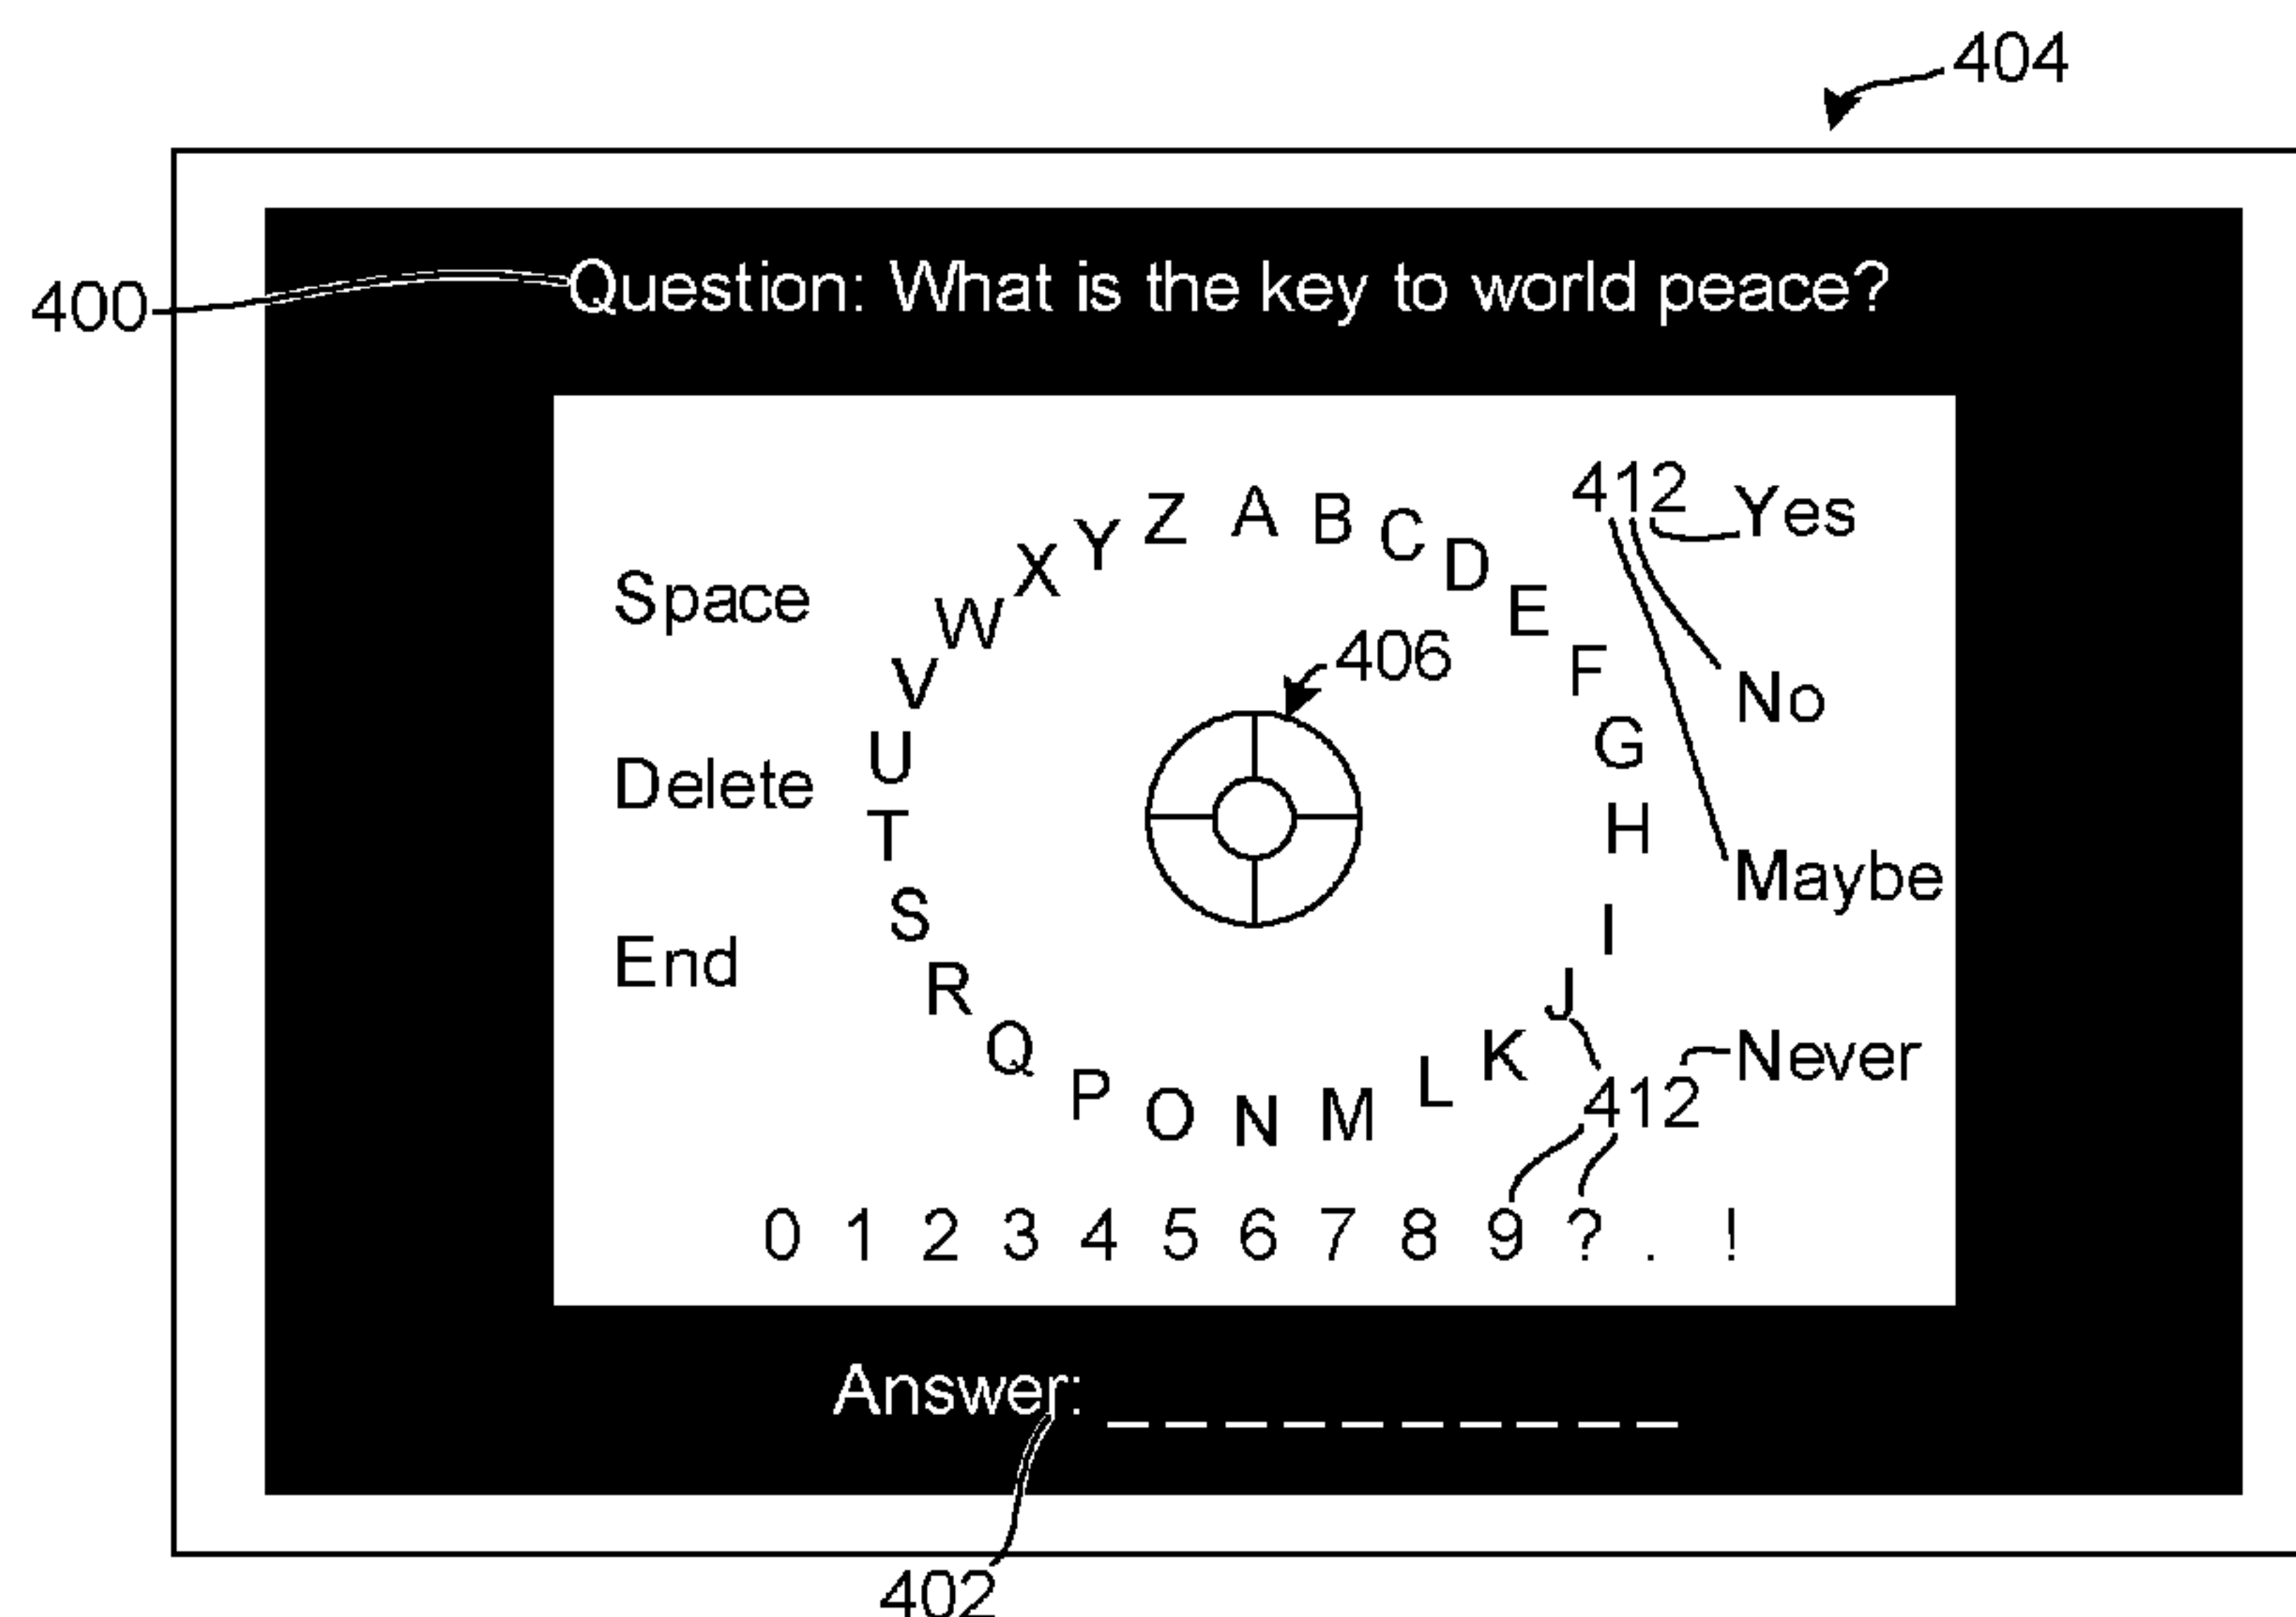 404
400
Question: What is the key to world peace?
412 Yes
Z A B C D E F G H I J K L M N O P Q R S T U V W X Y
Space
406
No
Delete
Maybe
End
Never
412
0 1 2 3 4 5 6 7 8 9 ? . !
Answer: _ _ _ _ _ _ _ _ _ _
402